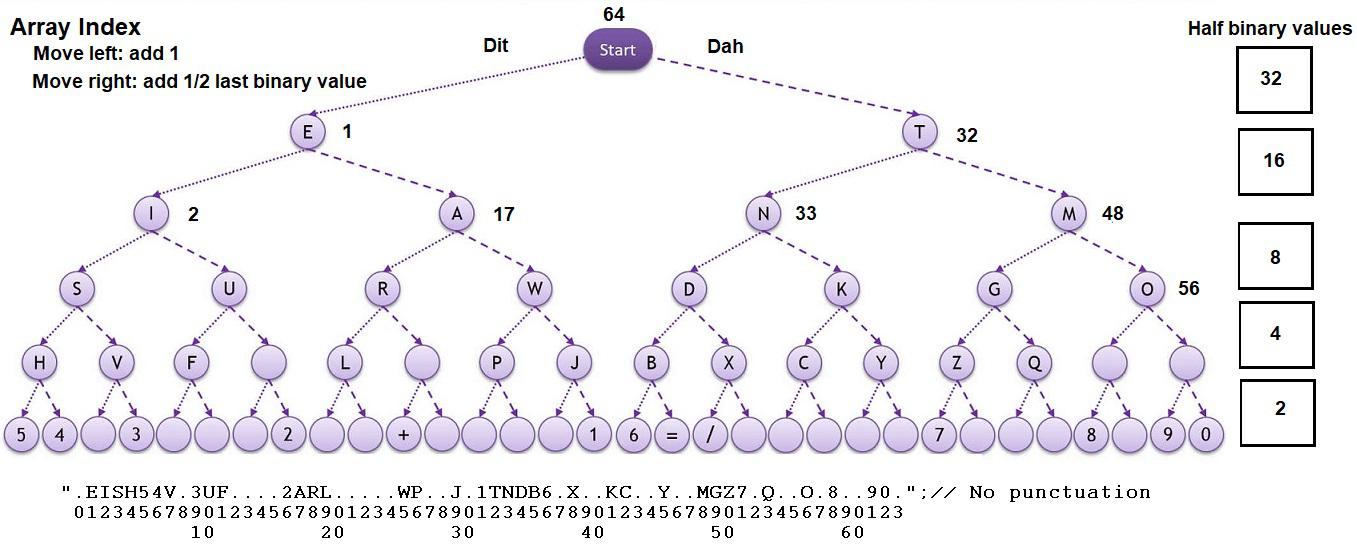 64
Array Index
Half binary values
Move left: add 1
Dit
Start
Dah
Move right: add 1/2 last binary value
32
E 1 T 32
16
I 2 A 17 N 33 M 48
8
S U R W D K G O 56
4
H V F L P J B X C Y Z Q
2
5 4 3 2 + 1 6 = / 7 8 9 0
".EISH54V.3UF....2ARL.....WP..J.1TNDB6.X..KC..Y..MGZ7.Q..O.8..90.";// No punctuation
0123456789012345678901234567890123456789012345678901234567890123
10 20 30 40 50 60